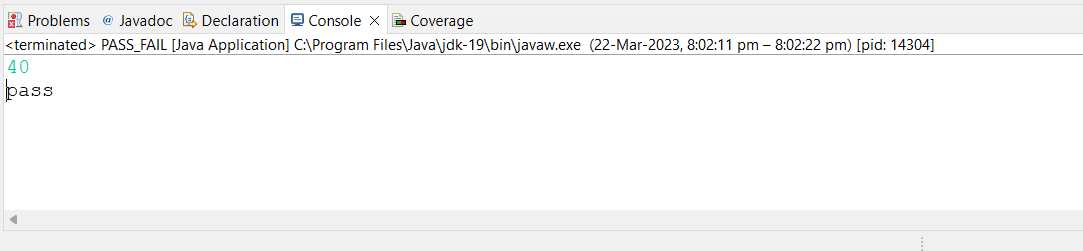 Problems @ Javadoc Declaration Console Coverage
<terminated> PASS_FAIL [Java Application] C:\Program Files\Java\jdk-19\bin\javaw.exe (22-Mar-2023, 8:02:11 pm – 8:02:22 pm) [pid: 14304]
40
pass